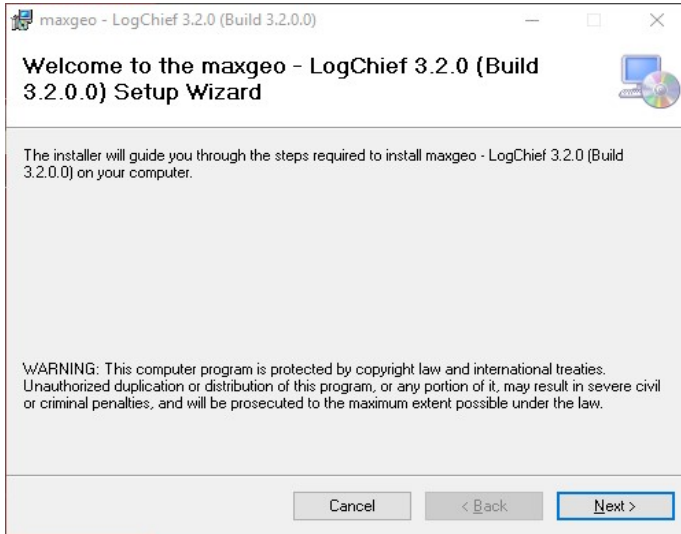 maxgeo - LogChief 3.2.0 (Build 3.2.0.0)
Welcome to the maxgeo - LogChief 3.2.0 (Build
3.2.0.0) Setup Wizard
The installer will guide you through the steps required to install maxgeo - LogChief 3.2.0 (Build
3.2.0.0) on your computer.
WARNING: This computer program is protected by copyright law and international treaties.
Unauthorized duplication or distribution of this program, or any portion of it, may result in severe civil
or criminal penalties, and will be prosecuted to the maximum extent possible under the law.
Cancel < Back Next >